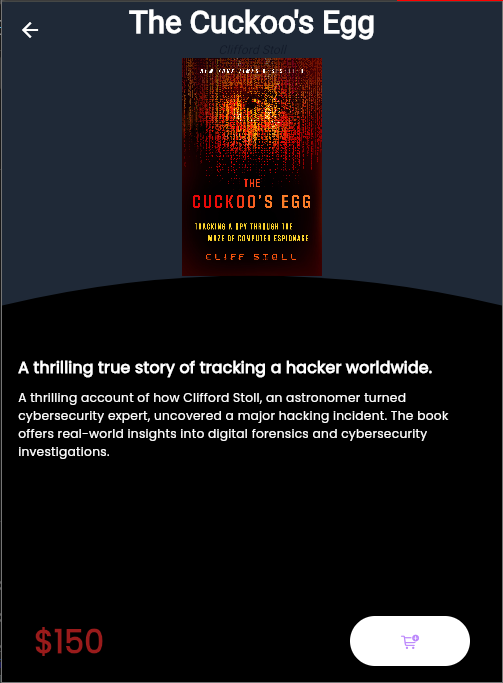 The Cuckoo's Egg
Clifford Stoll
NEW YORK TIMES BESTSELLER
THE
CUCKOO'S EGG
TRACKING A SPY THROUGH THE
MAZE OF COMPUTER ESPIONAGE
CLIFF STOLL
A thrilling true story of tracking a hacker worldwide.
A thrilling account of how Clifford Stoll, an astronomer turned
cybersecurity expert, uncovered a major hacking incident. The book
offers real-world insights into digital forensics and cybersecurity
investigations.
$150